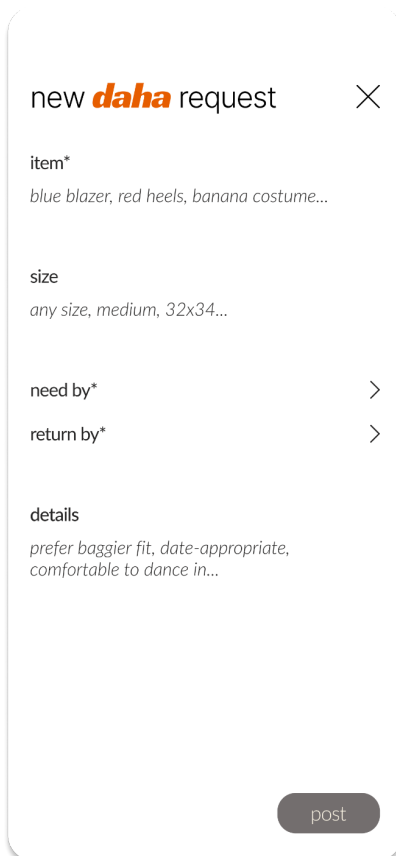 new daha request
item*
blue blazer, red heels, banana costume...
size
any size, medium, 32x34...
need by*
return by*
details
prefer baggier fit, date-appropriate,
comfortable to dance in...
post